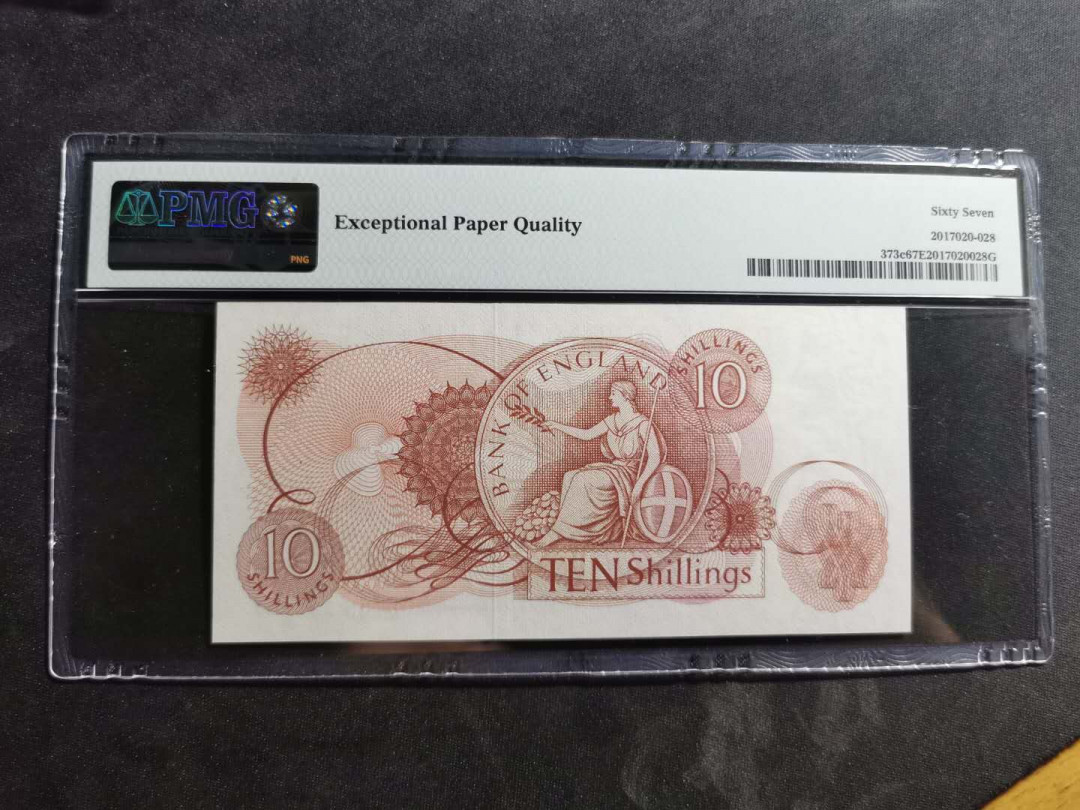 PMG
PNG
Exceptional Paper Quality
Sixty Seven
2017020-028
373c67E2017020028G
BANK OF ENGLAND
SHILLINGS
10
10
SHILLINGS
TEN Shillings